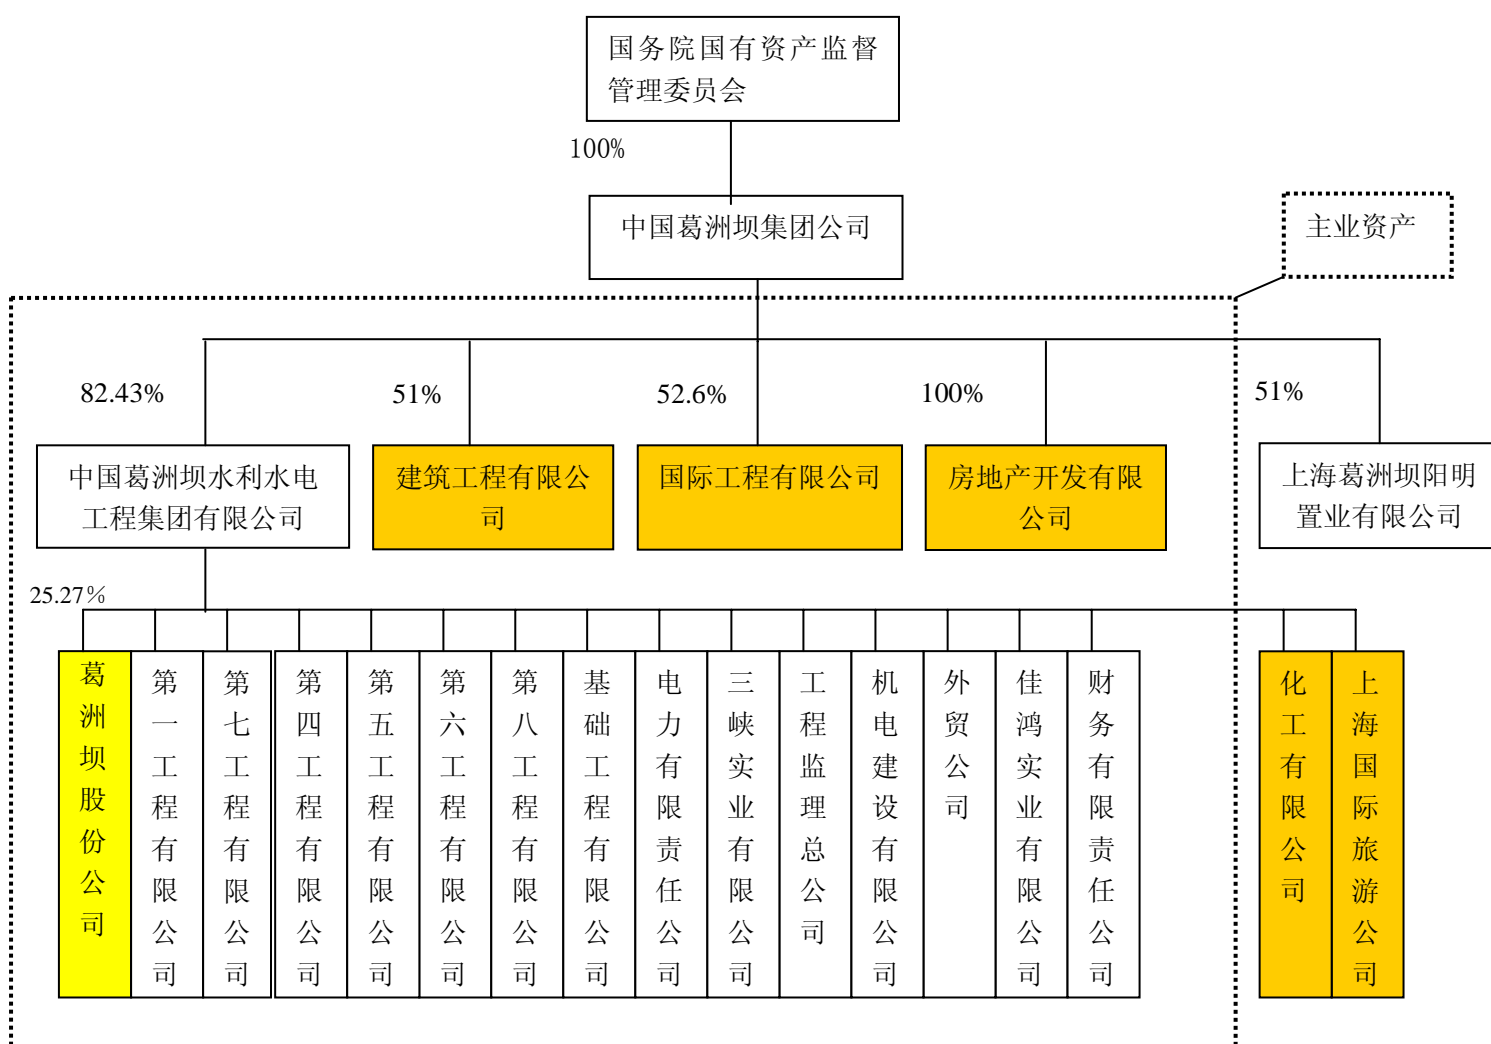 国务院国有资产监督
管理委员会
100%
中国葛洲坝集团公司
主业资产
82.43%
51%
52.6%
100%
51%
中国葛洲坝水利水电
工程集团有限公司
建筑工程有限公
司
国际工程有限公司
房地产开发有限
公司
上海葛洲坝阳明
置业有限公司
25.27%
葛洲坝股份公司
第一工程有限公司
第七工程有限公司
第四工程有限公司
第五工程有限公司
第六工程有限公司
第八工程有限公司
基础工程有限公司
电力有限责任公司
三峡实业有限公司
工程监理总公司
机电建设有限公司
外贸公司
佳鸿实业有限公司
财务有限责任公司
化工有限公司
上海国际旅游公司